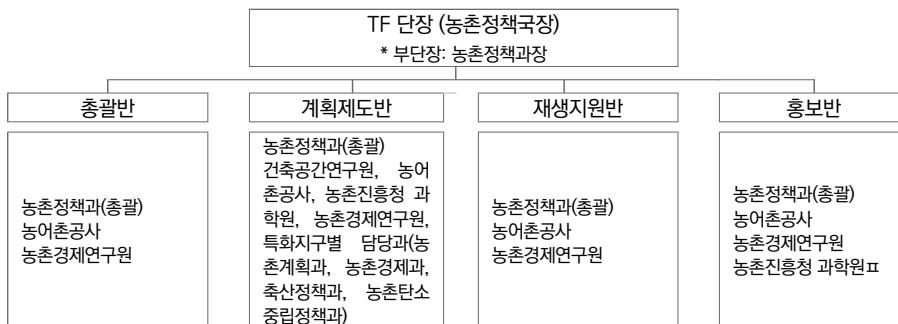 TF 단장 (농촌정책국장)
* 부단장: 농촌정책과장
총괄반
계획제도반
재생지원반
홍보반
농촌정책과(총괄)
농어촌공사
농촌경제연구원
농촌정책과(총괄)
건축공간연구원, 농어
촌공사, 농촌진흥청 과
학원, 농촌경제연구원,
특화지구별 담당과(농
촌계획과, 농촌경제과,
축산정책과, 농촌탄소
중립정책과)
농촌정책과(총괄)
농어촌공사
농촌경제연구원
농촌정책과(총괄)
농어촌공사
농촌경제연구원
농촌진흥청 과학원ㅍ